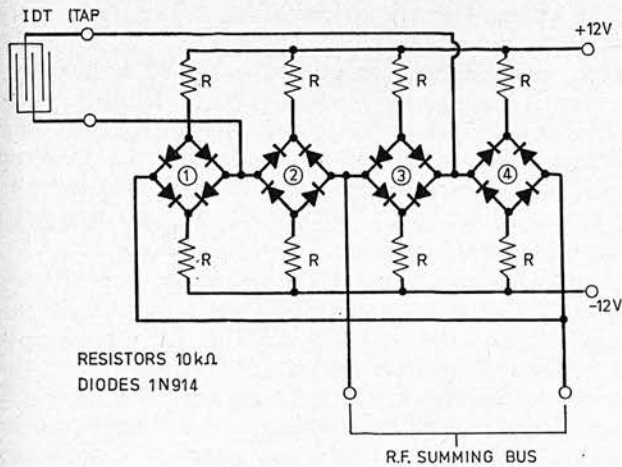 IDT (TAP
+12V
R
R
R
R
1
2
3
4
R
R
R
R
-12V
RESISTORS 10kΩ
DIODES 1N914
R.F. SUMMING BUS